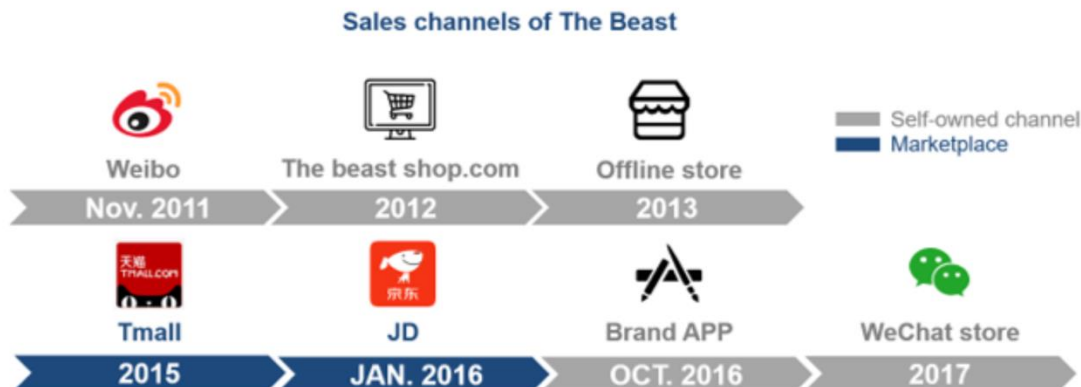 Sales channels of The Beast
Self-owned channel
Marketplace
Weibo
The beast shop.com
Offline store
Nov. 2011
2012
2013
天猫
TMALL.COM
京东
Tmall
JD
Brand APP
WeChat store
2015
JAN. 2016
OCT. 2016
2017